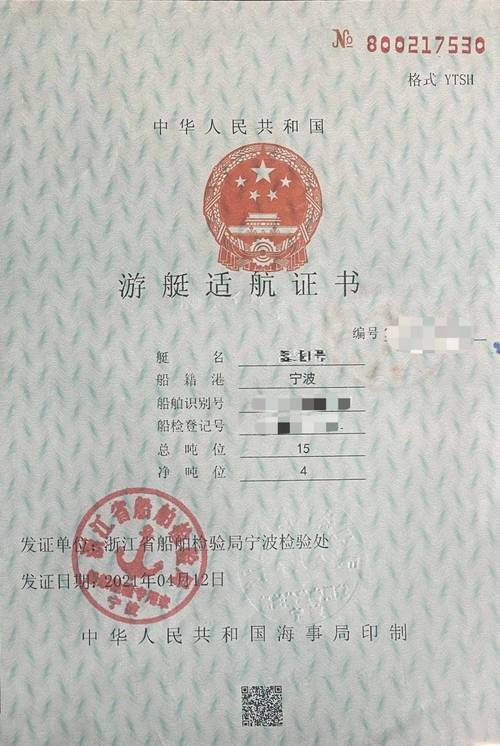 № 800217530
格式 YTSH
中华人民共和国
游艇适航证书
编号
艇名
船籍港 宁波
船舶识别号
船检登记号
总吨位 15
净吨位 4
发证单位:浙江省船舶检验局宁波检验处
发证日期:2021年04月12日
中华人民共和国海事局印制